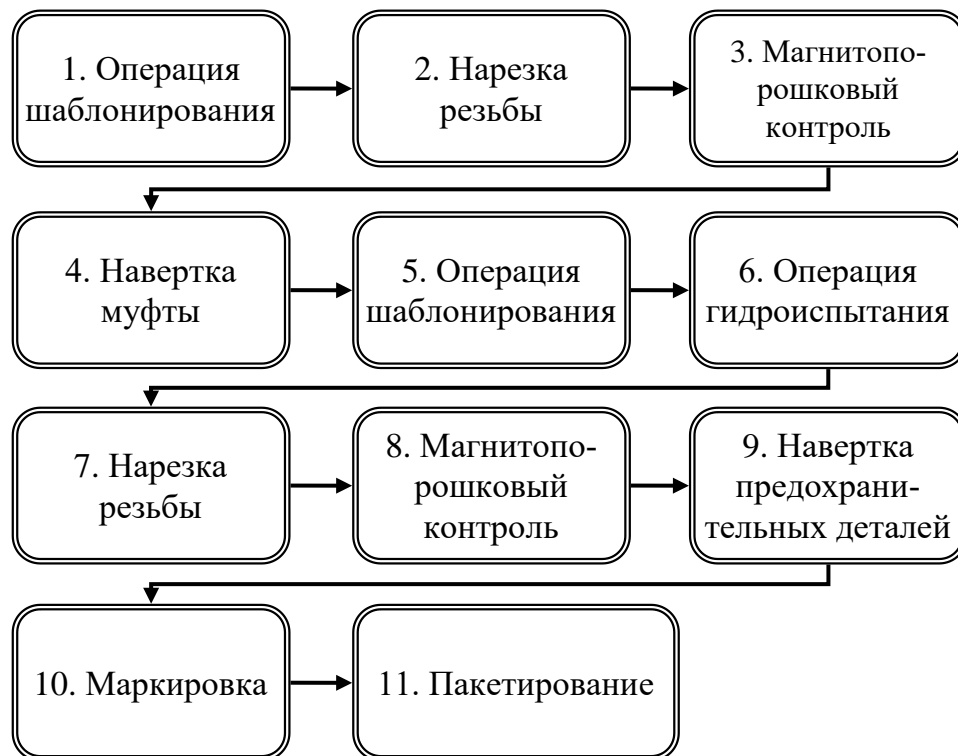 1. Операция
шаблонирования
2. Нарезка
резьбы
3. Магнитопо-
рошковый
контроль
4. Навертка
муфты
5. Операция
шаблонирования
6. Операция
гидроиспытания
7. Нарезка
резьбы
8. Магнитопо-
рошковый
контроль
9. Навертка
предохрани-
тельных деталей
10. Маркировка
11. Пакетирование